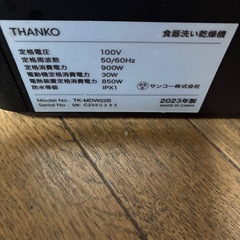 THANKO 食器洗い乾燥機
定格電圧 100V
定格周波数 50/60Hz
定格消費電力 900W
電動機定格消費電力 30W
電熱装置定格消費電力 850W
防水等級 IPX1
サンコー株式会社
Model No : TK-MDW22B
2023年製
MADE IN CHINA